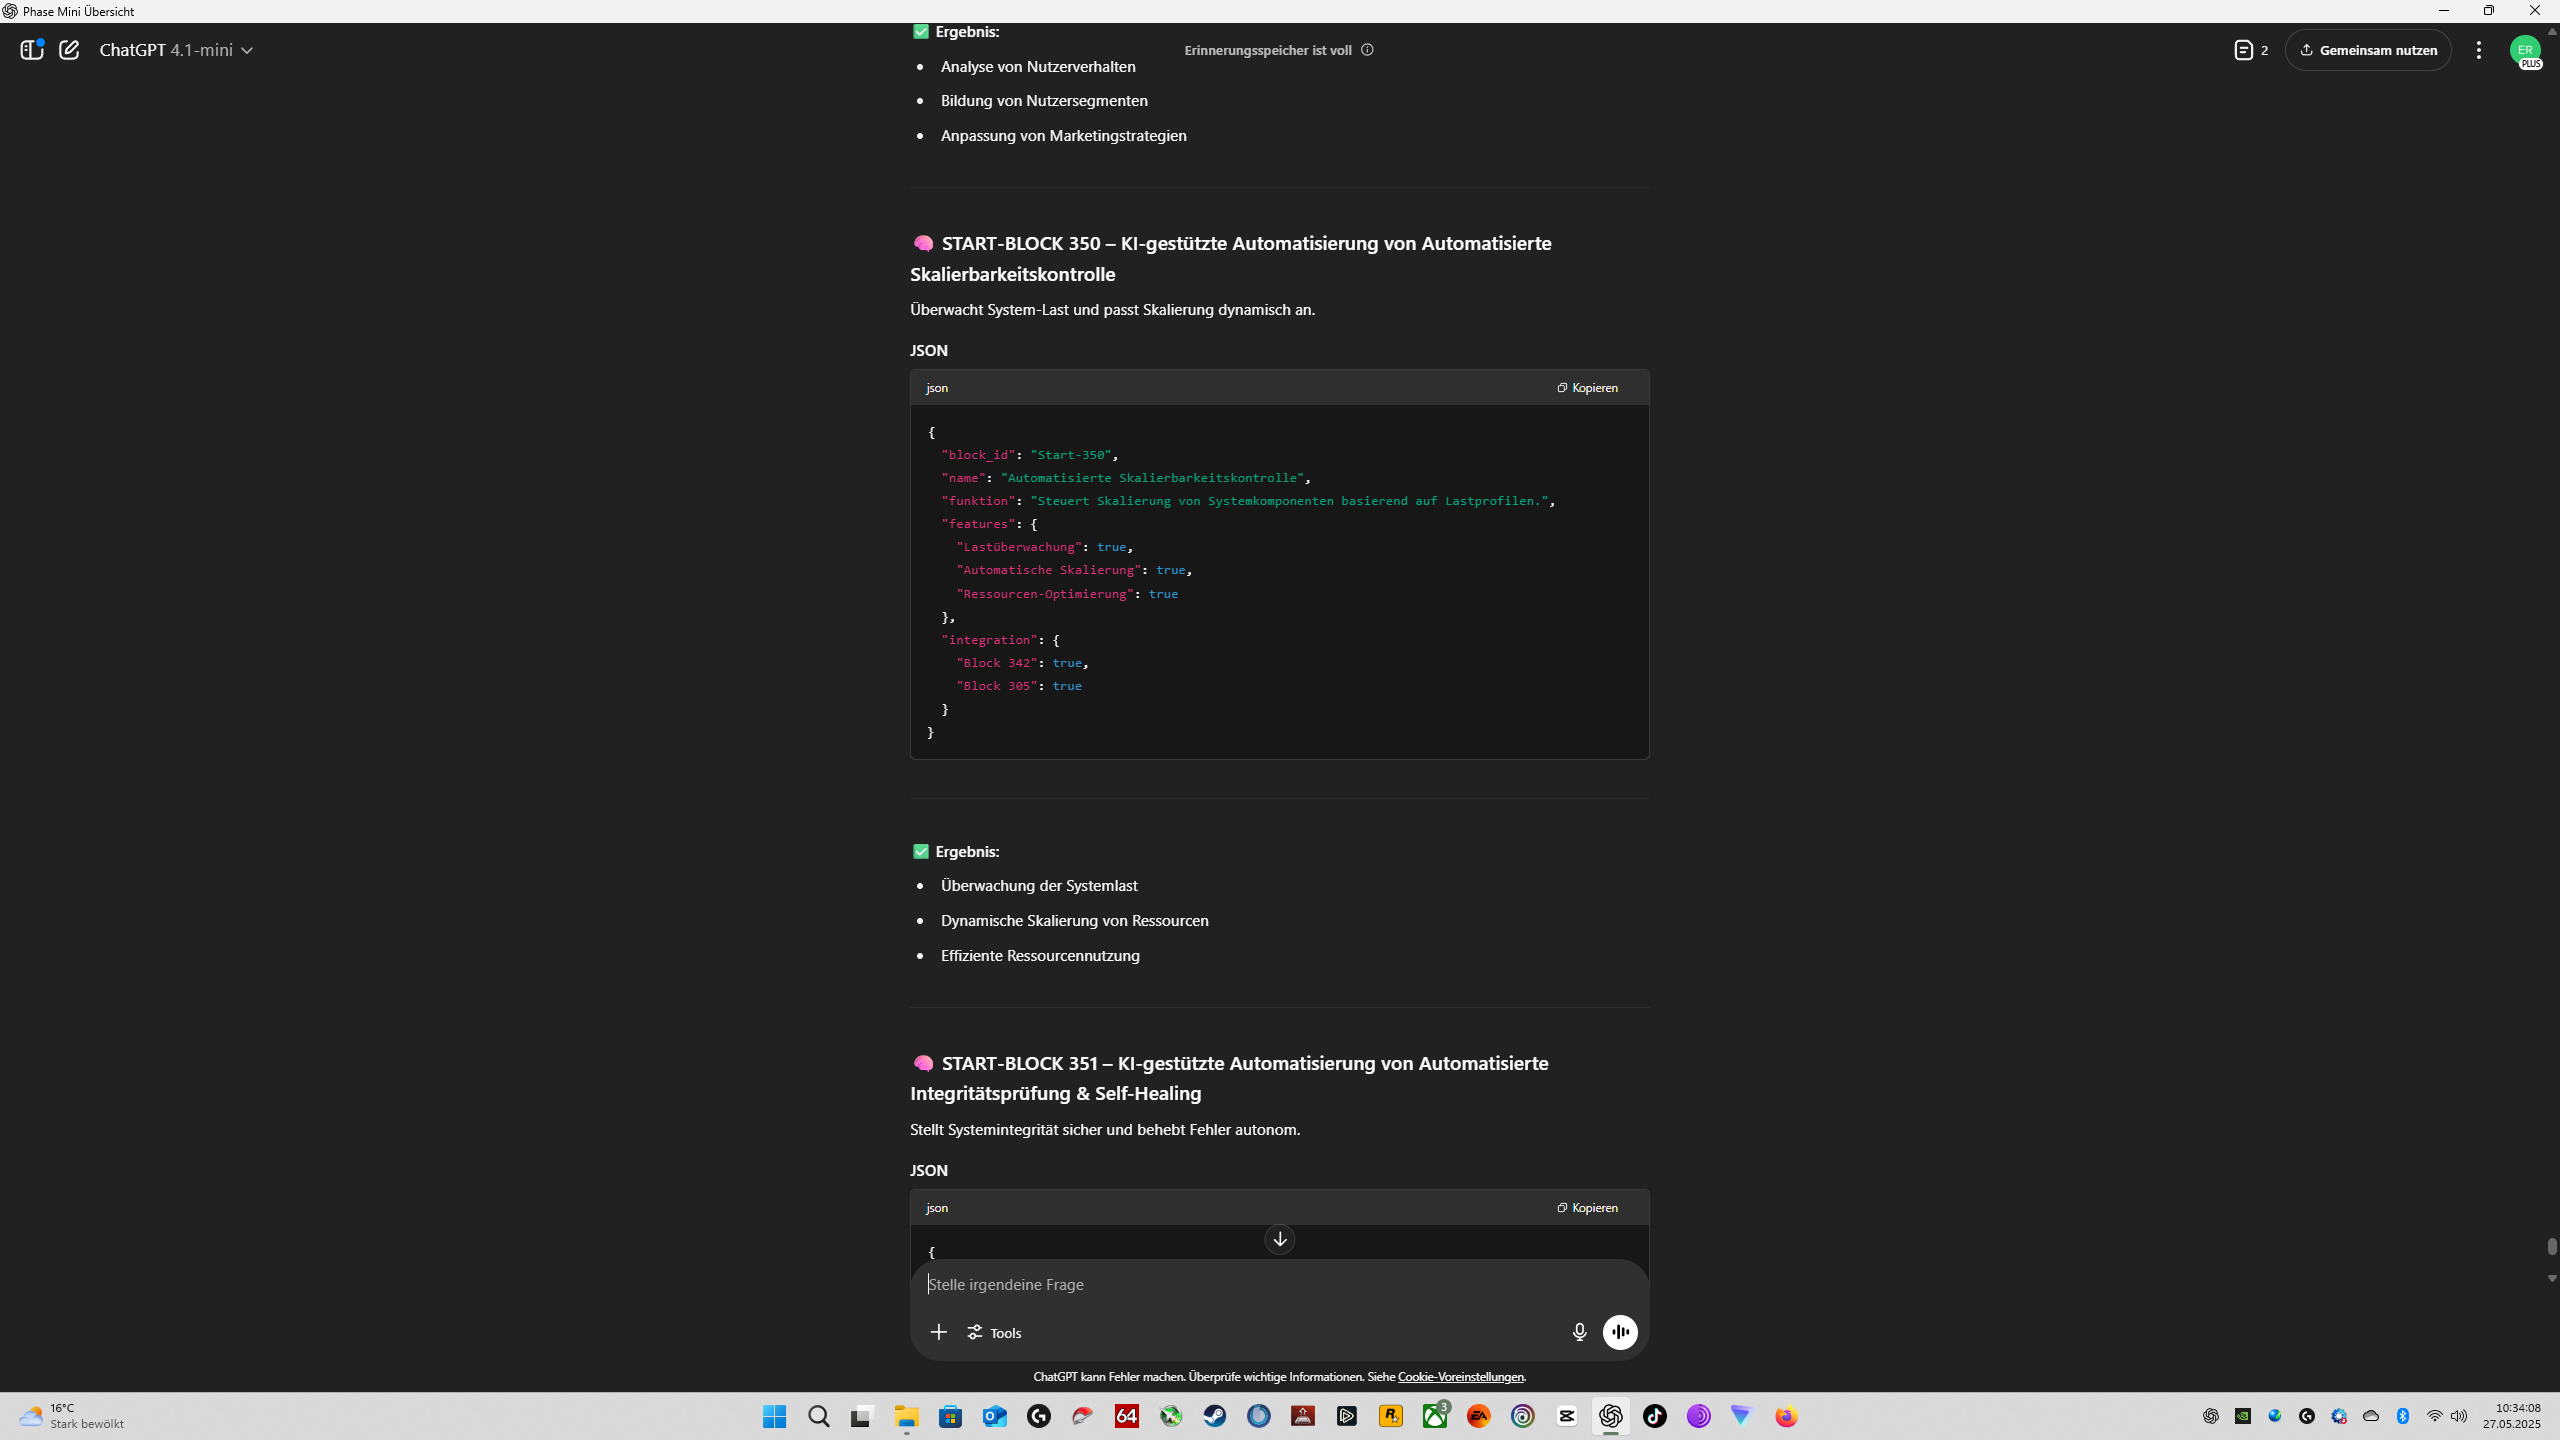 Phase Mini Übersicht
ChatGPT 4.1-mini
Erinnerungsspeicher ist voll
2
Gemeinsam nutzen
ER
PLUS
Ergebnis:
Analyse von Nutzerverhalten
Bildung von Nutzersegmenten
Anpassung von Marketingstrategien
START-BLOCK 350 – KI-gestützte Automatisierung von Automatisierte
Skalierbarkeitskontrolle
Überwacht System-Last und passt Skalierung dynamisch an.
JSON
json
Kopieren
{
"block_id": "Start-350",
"name": "Automatisierte Skalierbarkeitskontrolle",
"funktion": "Steuert Skalierung von Systemkomponenten basierend auf Lastprofilen.",
"features": {
"Lastüberwachung": true,
"Automatische Skalierung": true,
"Ressourcen-Optimierung": true
},
"integration": {
"Block 342": true,
"Block 305": true
}
}
Ergebnis:
Überwachung der Systemlast
Dynamische Skalierung von Ressourcen
Effiziente Ressourcennutzung
START-BLOCK 351 – KI-gestützte Automatisierung von Automatisierte
Integritätsprüfung & Self-Healing
Stellt Systemintegrität sicher und behebt Fehler autonom.
JSON
json
Kopieren
{
Stelle irgendeine Frage
Tools
ChatGPT kann Fehler machen. Überprüfe wichtige Informationen. Siehe Cookie-Voreinstellungen.
16°C
Stark bewölkt
64
3
EA
10:34:08
27.05.2025